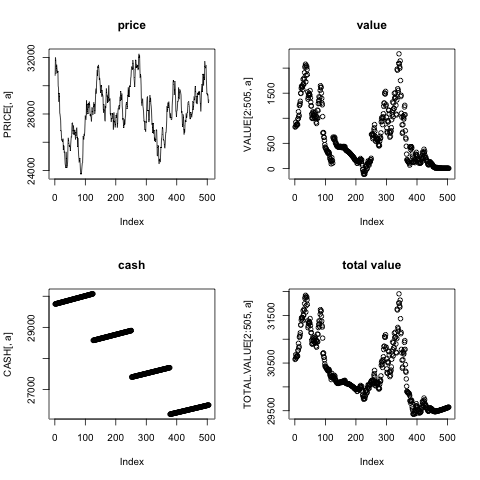 price
value
PRICE[, a]
24000
28000
32000
0
100
200
300
400
500
Index
VALUE[2:505, a]
0
500
1500
0
100
200
300
400
500
Index
cash
total value
CASH[, a]
27000
29000
0
100
200
300
400
500
Index
TOTAL.VALUE[2:505, a]
29500
30500
31500
0
100
200
300
400
500
Index